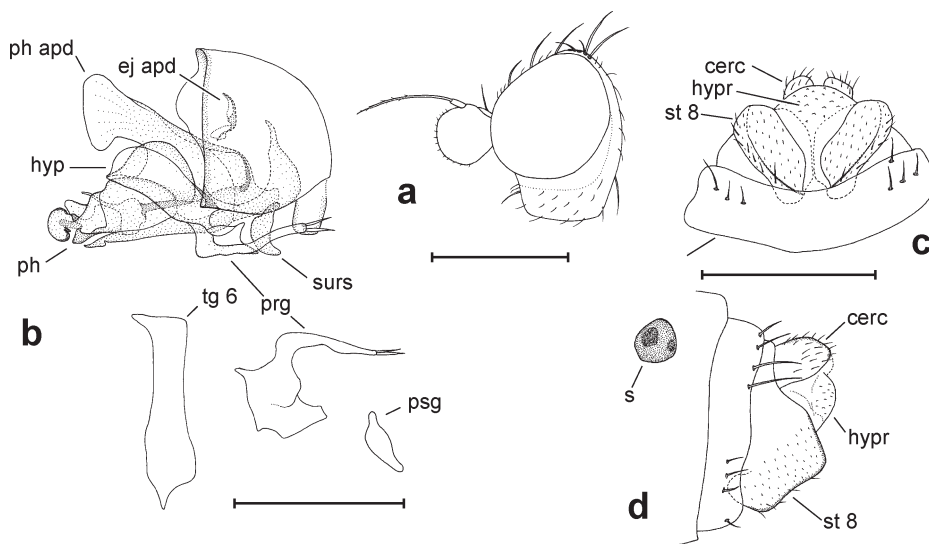 ph apd
ej apd
hyp
ph
surs
prg
a
b
tg 6
psg
cerc
hypr
st 8
c
s
cerc
hypr
st 8
d